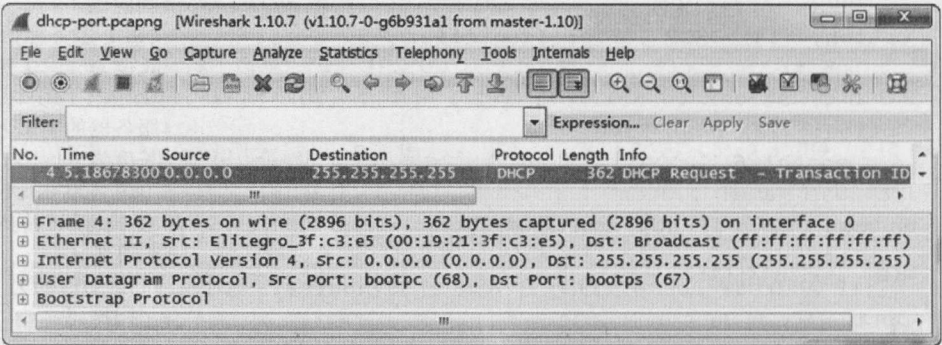 dhcp-port.pcapng [Wireshark 1.10.7 (v1.10.7-0-g6b931a1 from master-1.10)]
File Edit View Go Capture Analyze Statistics Telephony Tools Internals Help
Filter: Expression... Clear Apply Save
No. Time Source Destination Protocol Length Info
4 5.18678300 0.0.0.0 255.255.255.255 DHCP 362 DHCP Request - Transaction ID
Frame 4: 362 bytes on wire (2896 bits), 362 bytes captured (2896 bits) on interface 0
Ethernet II, Src: Elitegro_3f:c3:e5 (00:19:21:3f:c3:e5), Dst: Broadcast (ff:ff:ff:ff:ff:ff)
Internet Protocol Version 4, Src: 0.0.0.0 (0.0.0.0), Dst: 255.255.255.255 (255.255.255.255)
User Datagram Protocol, Src Port: bootpc (68), Dst Port: bootps (67)
Bootstrap Protocol